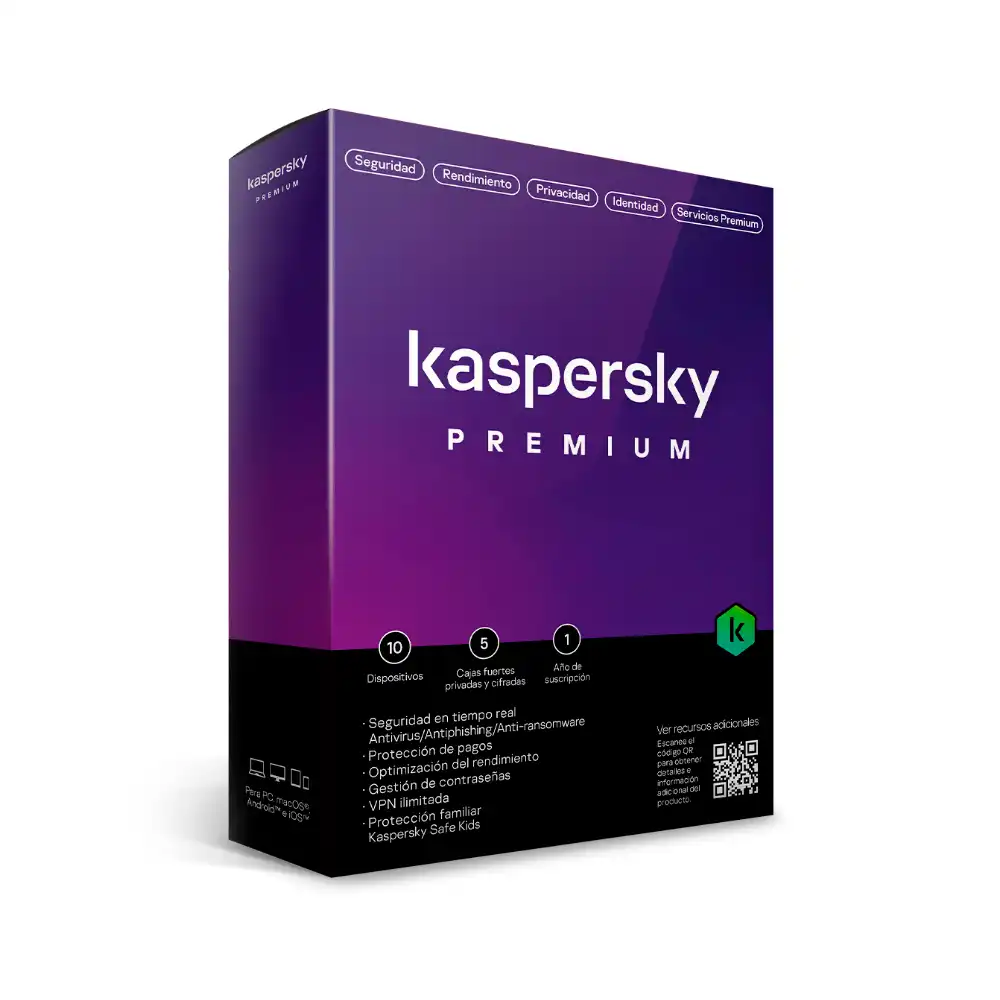 kaspersky
PREMIUM
Seguridad
Rendimiento
Privacidad
Identidad
Servicios Premium
kaspersky
PREMIUM
k
10
Dispositivos
5
Cajas fuertes
privadas y cifradas
1
Año de
suscripción
· Seguridad en tiempo real
Antivirus/Antiphishing/Anti-ransomware
· Protección de pagos
· Optimización del rendimiento
· Gestión de contraseñas
· VPN ilimitada
· Protección familiar
Kaspersky Safe Kids
Ver recursos adicionales
Escanee el
código QR
para obtener
detalles e
información
adicional del
producto.
Para PC, macOS®
Android™ e iOS™